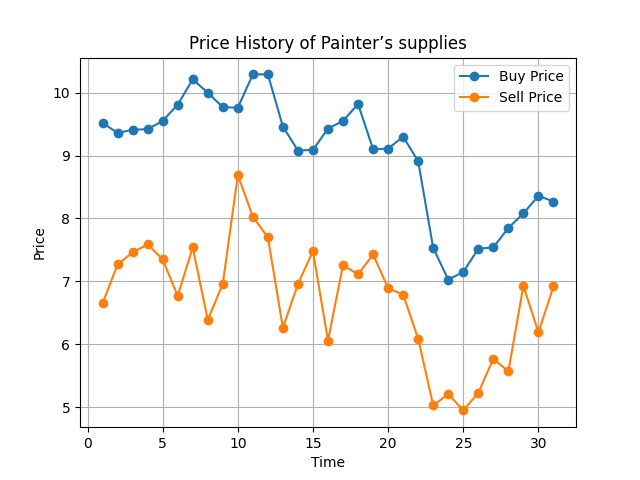 Price History of Painter’s supplies
Buy Price
Sell Price
Price
10
9
8
7
6
5
0 5 10 15 20 25 30
Time